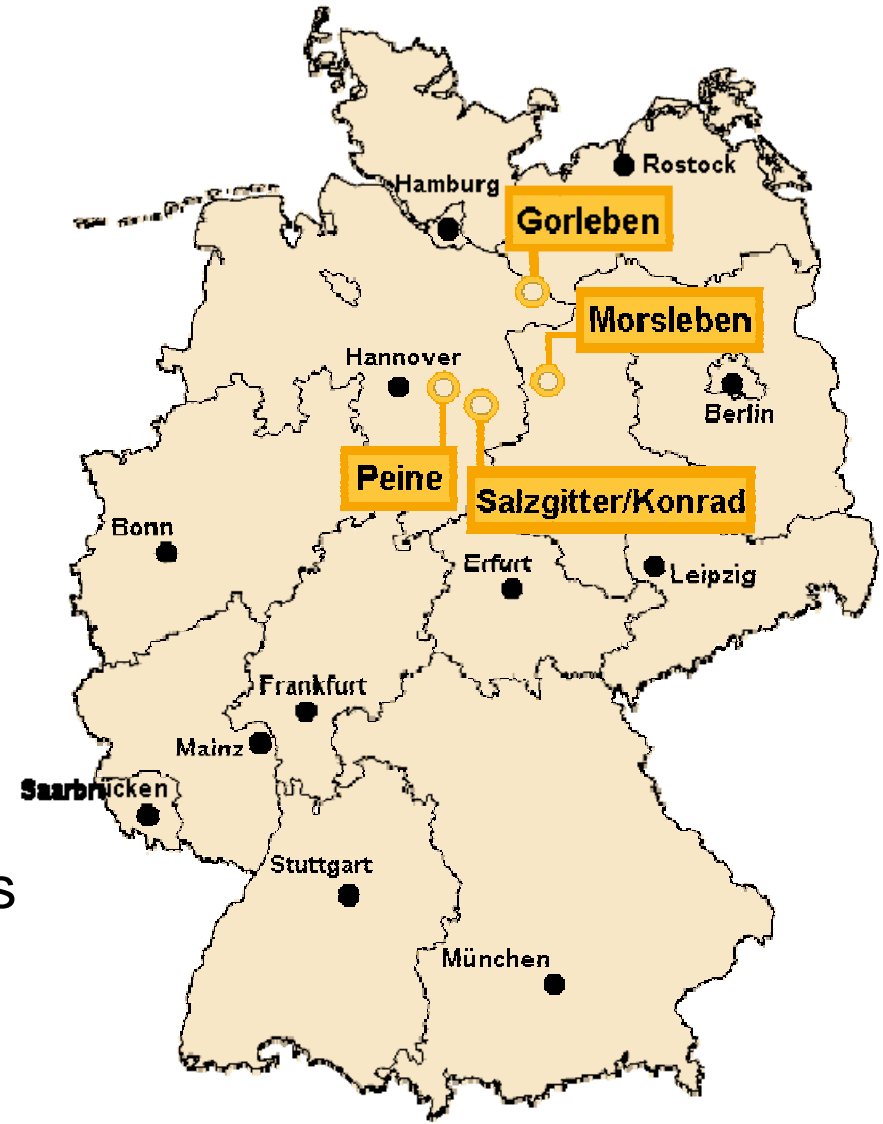 Rostock
Hamburg
Gorleben
Morsleben
Hannover
Berlin
Peine
Salzgitter/Konrad
Bonn
Erfurt
Leipzig
Frankfurt
Mainz
Saarbrücken
Stuttgart
s
München